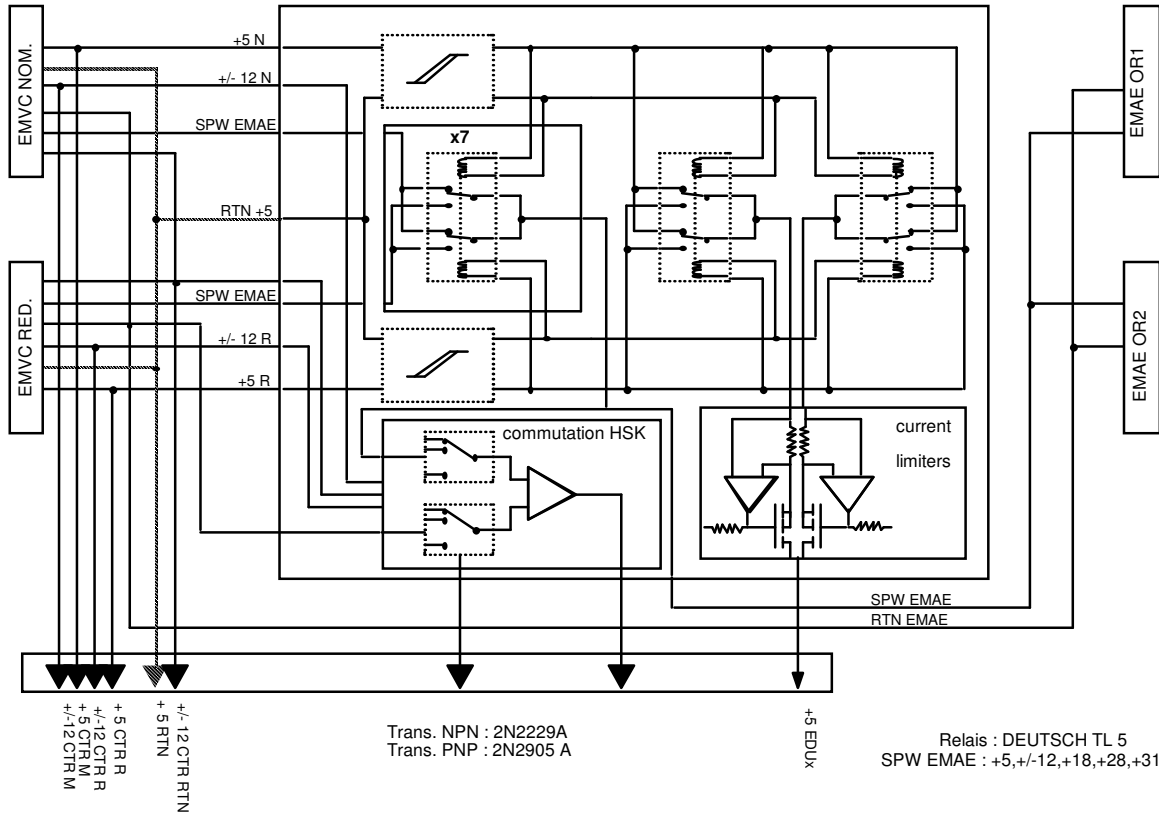 EMVC NOM.
+5 N
+/- 12 N
SPW EMAE
RTN +5
x7
EMAE OR1
EMVC RED.
SPW EMAE
+/- 12 R
+5 R
EMAE OR2
commutation HSK
current
limiters
SPW EMAE
RTN EMAE
+/-12 CTR M
+ 5 CTR M
+/-12 CTR R
+ 5 CTR R
+ 5 RTN
+/- 12 CTR RTN
+5 EDUx
Trans. NPN : 2N2229A
Trans. PNP : 2N2905 A
Relais : DEUTSCH TL 5
SPW EMAE : +5,+/-12,+18,+28,+31